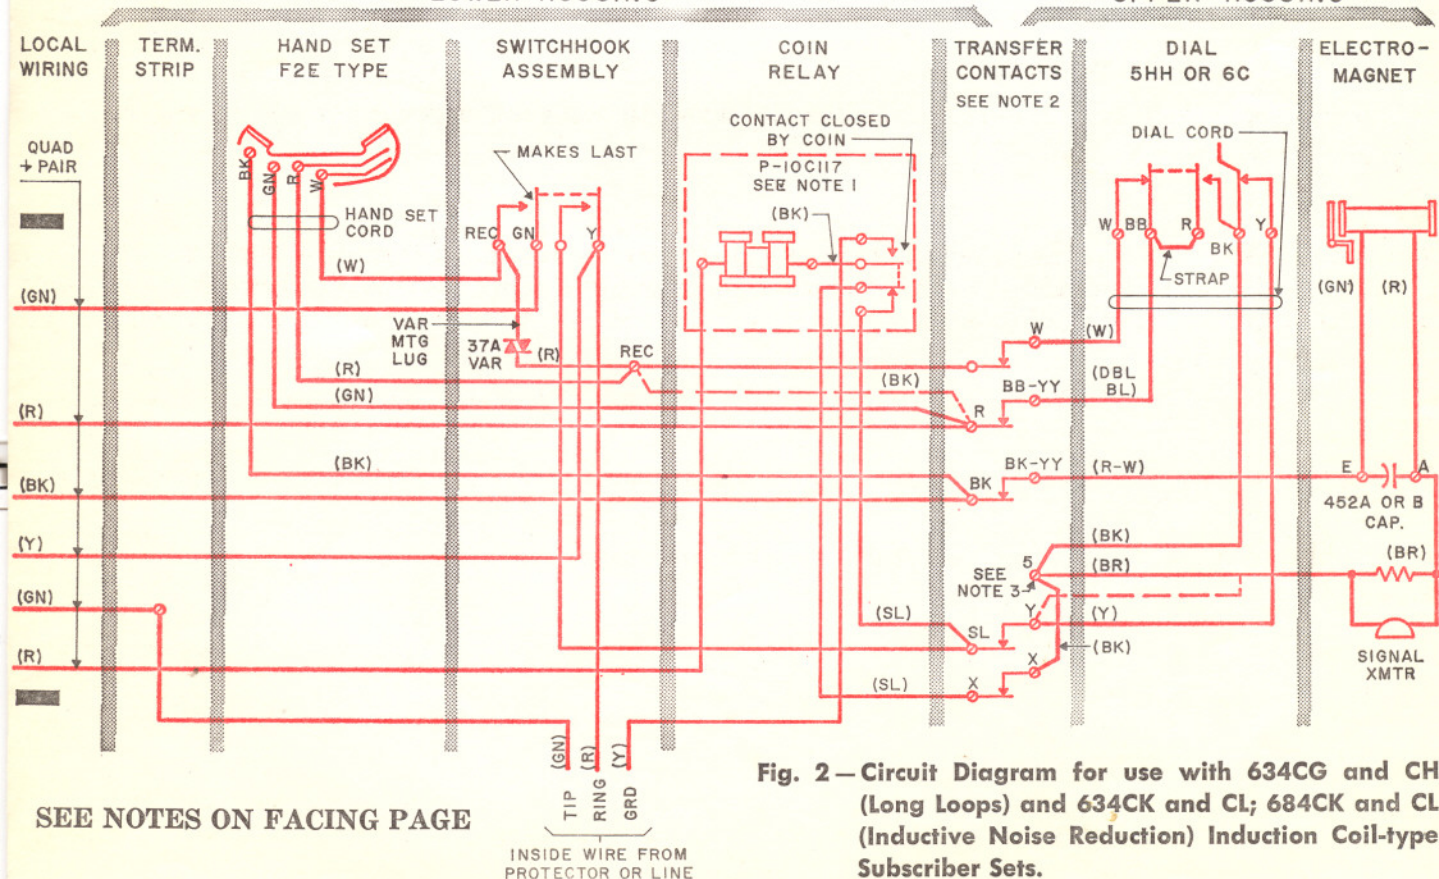 LOWER HOUSING
UPPER HOUSING
LOCAL WIRING
TERM. STRIP
HAND SET F2E TYPE
SWITCHHOOK ASSEMBLY
COIN RELAY
TRANSFER CONTACTS
SEE NOTE 2
DIAL 5HH OR 6C
ELECTRO-MAGNET
QUAD + PAIR
BK
GN
R
W
HAND SET CORD
MAKES LAST
REC
GN
Y
CONTACT CLOSED BY COIN
P-10C117
SEE NOTE 1
(BK)
DIAL CORD
W
BB
R
BK
Y
STRAP
(GN)
(R)
(W)
(GN)
VAR MTG LUG
37A VAR
(R)
REC
(R)
(GN)
(BK)
W
(W)
BB-YY
(DBL BL)
R
(R)
(BK)
BK-YY
(R-W)
BK
E
A
452A OR B CAP.
(BK)
(Y)
(BK)
5
(BR)
(BR)
SEE NOTE 3
(GN)
(SL)
Y
(Y)
SL
(BK)
X
(R)
(SL)
X
SIGNAL XMTR
(GN)
(R)
(Y)
TIP
RING
GRD
INSIDE WIRE FROM
PROTECTOR OR LINE
SEE NOTES ON FACING PAGE
Fig. 2—Circuit Diagram for use with 634CG and CH
(Long Loops) and 634CK and CL; 684CK and CL
(Inductive Noise Reduction) Induction Coil-type
Subscriber Sets.